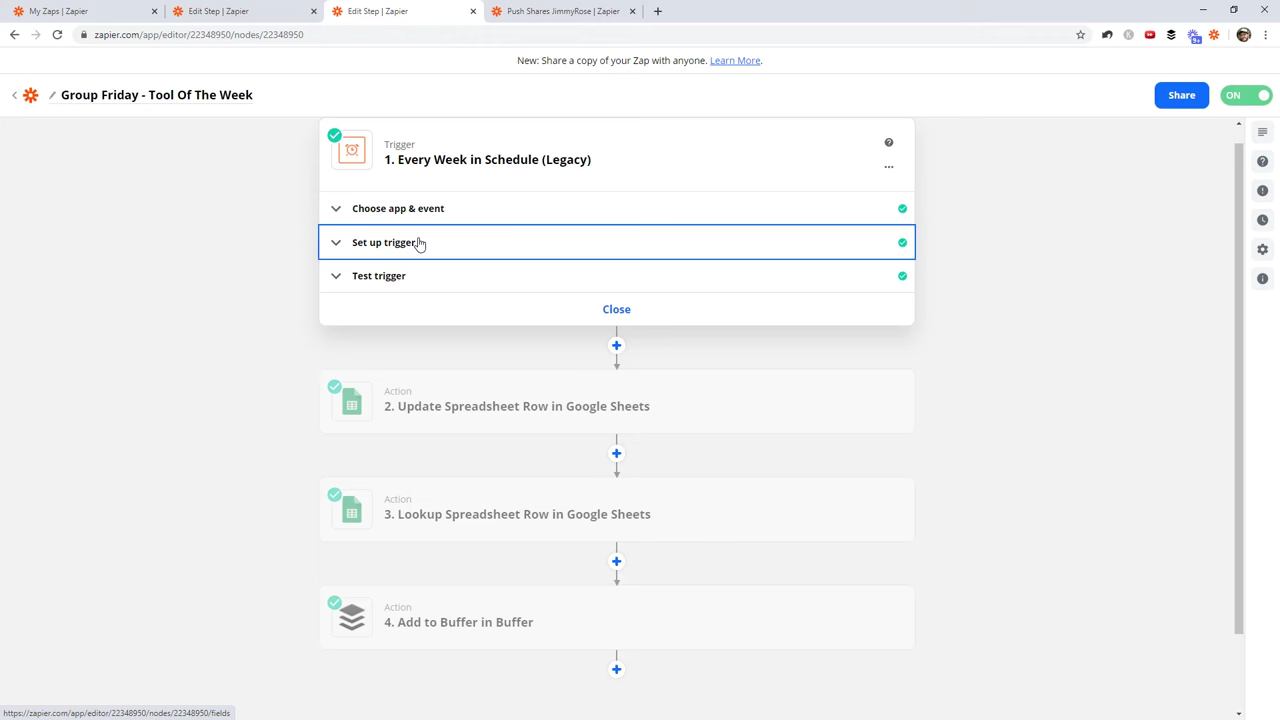 My Zaps | Zapier
Edit Step | Zapier
Edit Step | Zapier
Push Shares JimmyRose | Zapier
zapier.com/app/editor/22348950/nodes/22348950
9+
New: Share a copy of your Zap with anyone. Learn More.
Group Friday - Tool Of The Week
Share
ON
Trigger
1. Every Week in Schedule (Legacy)
Choose app & event
Set up trigger
Test trigger
Close
Action
2. Update Spreadsheet Row in Google Sheets
Action
3. Lookup Spreadsheet Row in Google Sheets
Action
4. Add to Buffer in Buffer
https://zapier.com/app/editor/22348950/nodes/22348950/fields